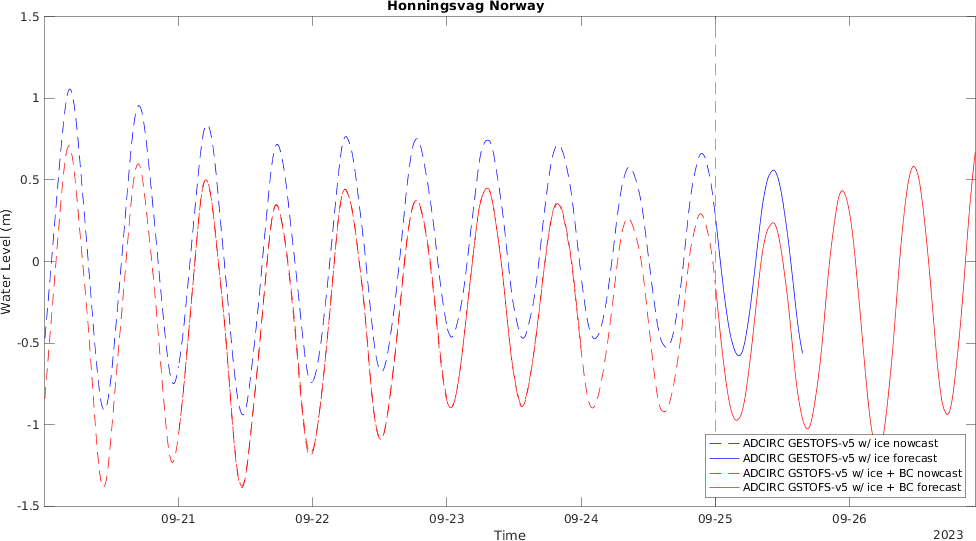 Honningsvag Norway
1.5
1
0.5
0
-0.5
-1
-1.5
Water Level (m)
09-21
09-22
09-23
09-24
09-25
09-26
Time
2023
ADCIRC GESTOFS-v5 w/ ice nowcast
ADCIRC GESTOFS-v5 w/ ice forecast
ADCIRC GSTOFS-v5 w/ ice + BC nowcast
ADCIRC GSTOFS-v5 w/ ice + BC forecast